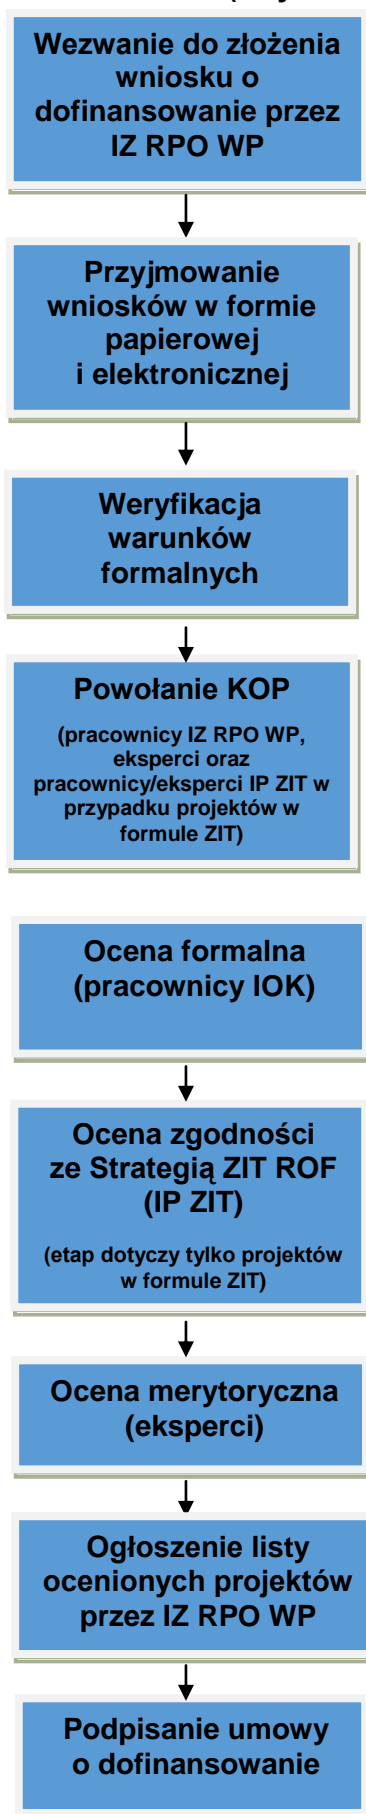 Wezwanie do złożenia
wniosku o
dofinansowanie przez
IZ RPO WP
Przyjmowanie
wniosków w formie
papierowej
i elektronicznej
Weryfikacja
warunków
formalnych
Powołanie KOP
(pracownicy IZ RPO WP,
eksperci oraz
pracownicy/eksperci IP ZIT w
przypadku projektów w
formule ZIT)
Ocena formalna
(pracownicy IOK)
Ocena zgodności
ze Strategią ZIT ROF
(IP ZIT)
(etap dotyczy tylko projektów
w formule ZIT)
Ocena merytoryczna
(eksperci)
Ogłoszenie listy
ocenionych projektów
przez IZ RPO WP
Podpisanie umowy
o dofinansowanie